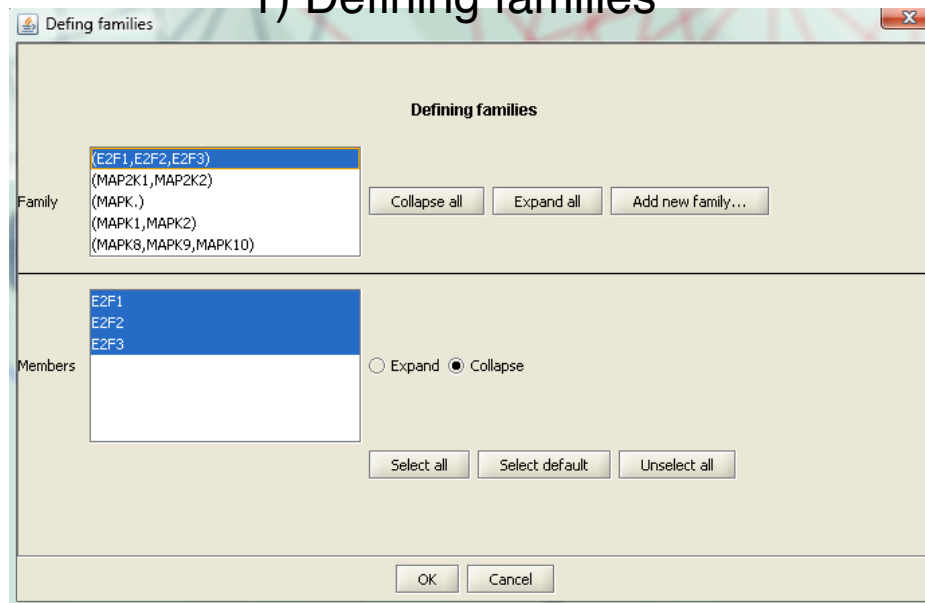 1) Defining families
Defing families
Defining families
Family
(E2F1,E2F2,E2F3)
(MAP2K1,MAP2K2)
(MAPK.)
(MAPK1,MAPK2)
(MAPK8,MAPK9,MAPK10)
Collapse all Expand all Add new family...
Members
E2F1
E2F2
E2F3
Expand Collapse
Select all Select default Unselect all
OK Cancel